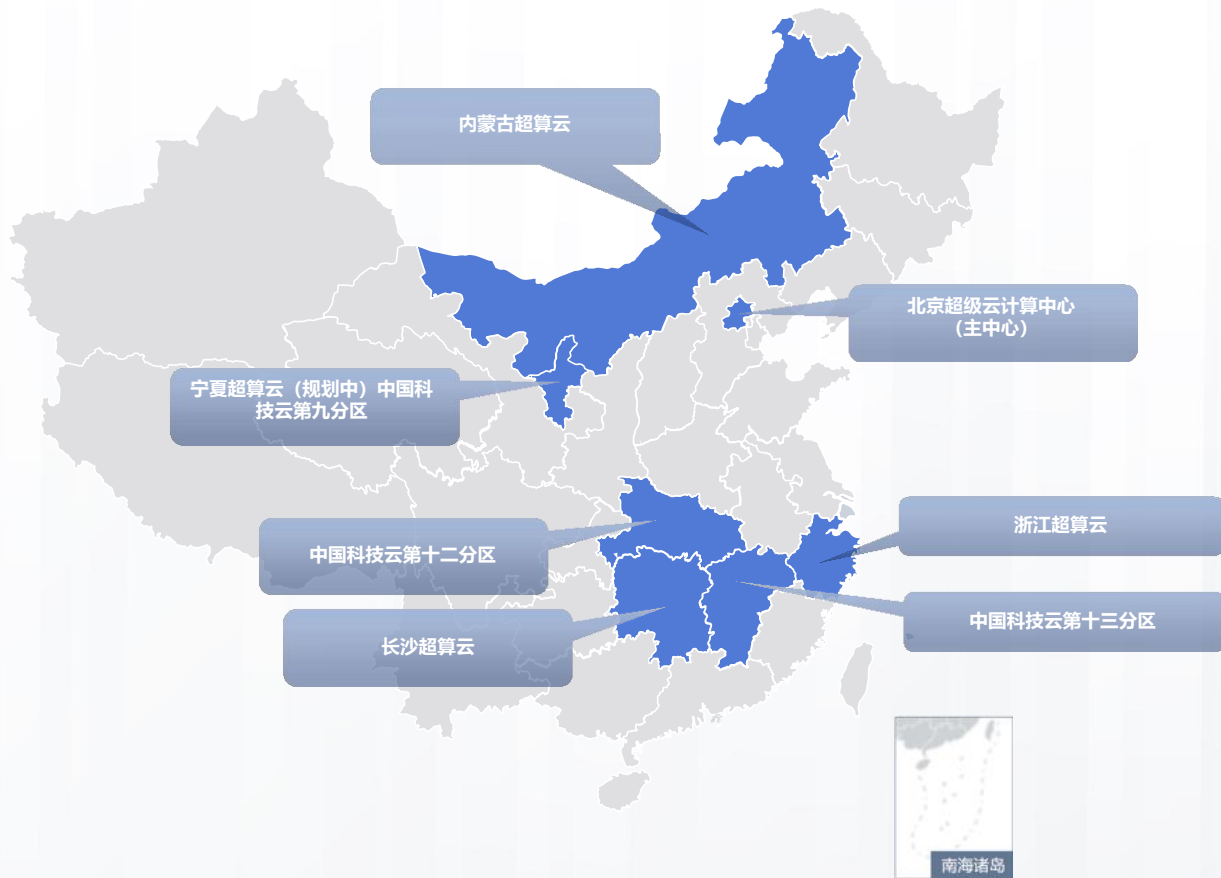 内蒙古超算云
北京超级云计算中心
（主中心）
宁夏超算云（规划中）中国科
技云第九分区
浙江超算云
中国科技云第十二分区
中国科技云第十三分区
长沙超算云
南海诸岛